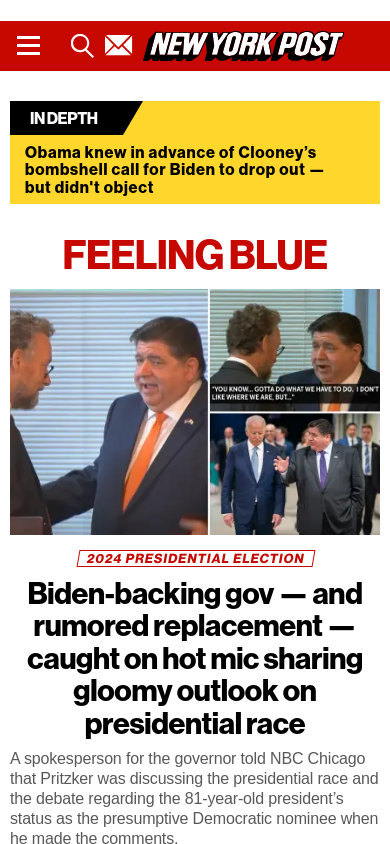 NEW YORK POST
IN DEPTH
Obama knew in advance of Clooney’s
bombshell call for Biden to drop out —
but didn't object
FEELING BLUE
"YOU KNOW... GOTTA DO WHAT WE HAVE TO DO. I DON'T
LIKE WHERE WE ARE, BUT..."
2024 PRESIDENTIAL ELECTION
Biden-backing gov — and
rumored replacement —
caught on hot mic sharing
gloomy outlook on
presidential race
A spokesperson for the governor told NBC Chicago
that Pritzker was discussing the presidential race and
the debate regarding the 81-year-old president’s
status as the presumptive Democratic nominee when
he made the comments.